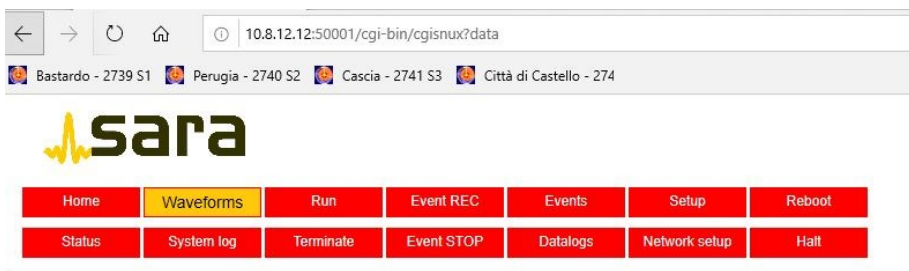 10.8.12.12:50001/cgi-bin/cgisnux?data
Bastardo - 2739 S1 Perugia - 2740 S2 Cascia - 2741 S3 Città di Castello - 274
sara
Home Waveforms Run Event REC Events Setup Reboot
Status System log Terminate Event STOP Datalogs Network setup Halt